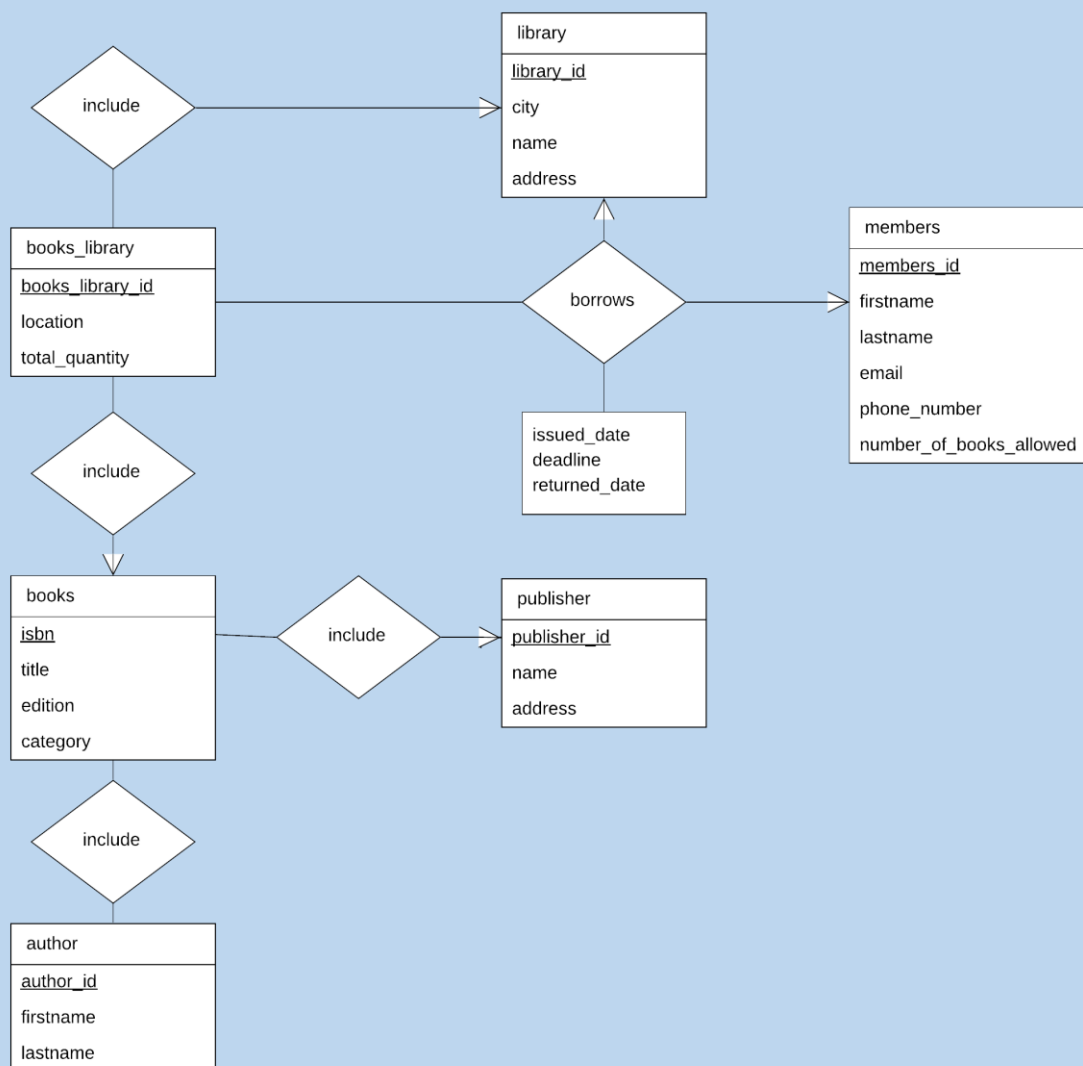 library
library_id
city
name
address
include
books_library
books_library_id
location
total_quantity
borrows
members
members_id
firstname
lastname
email
phone_number
number_of_books_allowed
issued_date
deadline
returned_date
include
books
isbn
title
edition
category
include
publisher
publisher_id
name
address
include
author
author_id
firstname
lastname